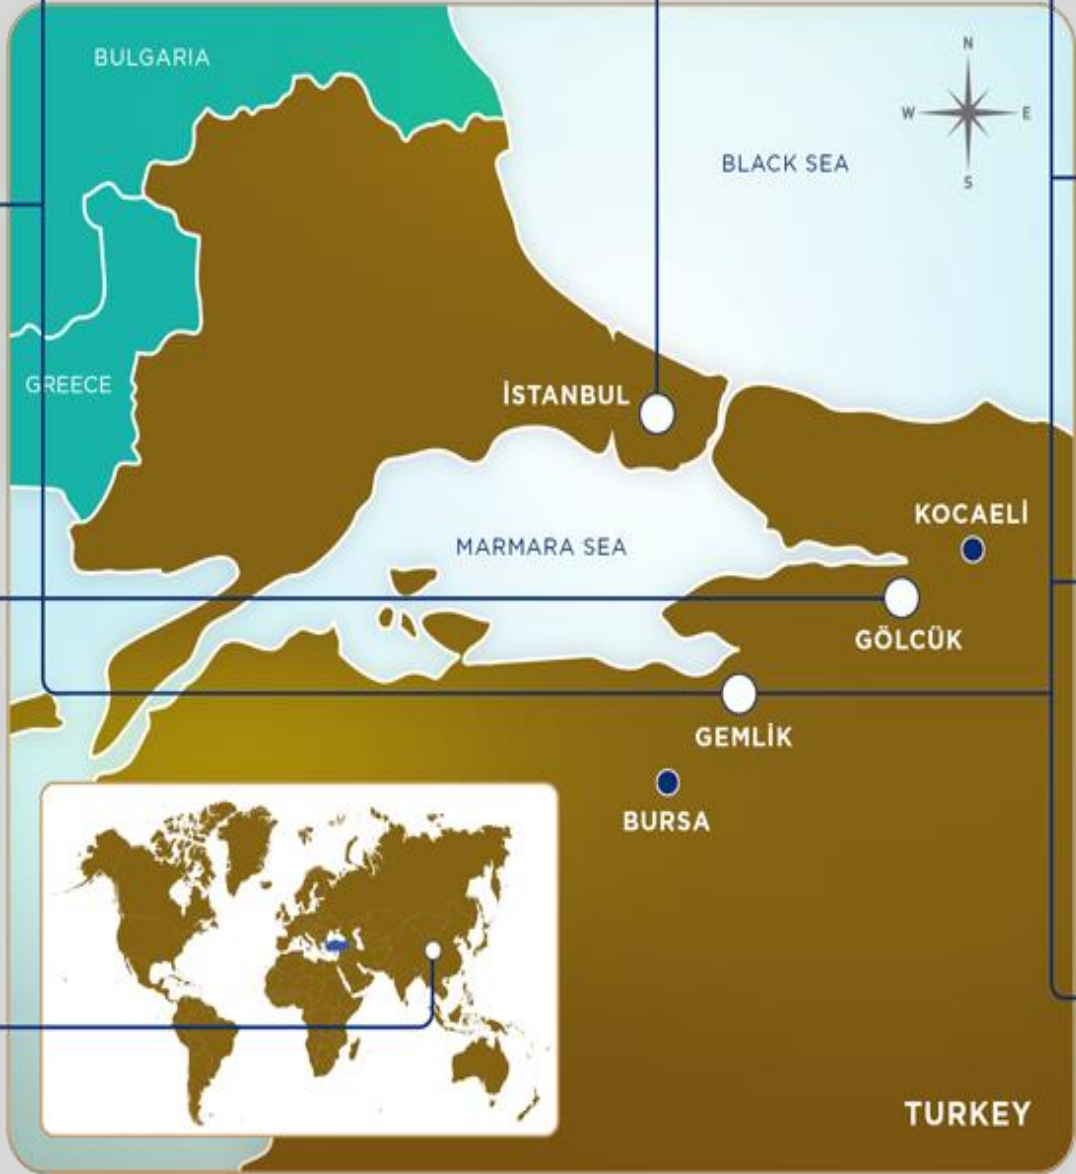 BULGARIA
N
W
E
S
BLACK SEA
GREECE
İSTANBUL
KOCAELİ
MARMARA SEA
GÖLCÜK
GEMLİK
BURSA
TURKEY